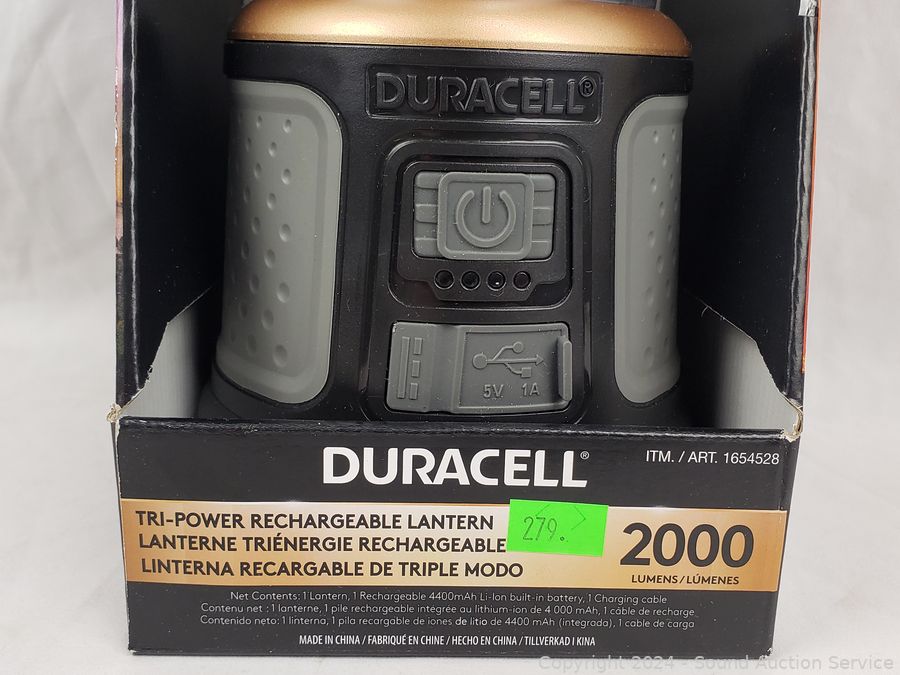 DURACELL®
5V 1A
DURACELL®
ITM. / ART. 1654528
TRI-POWER RECHARGEABLE LANTERN
LANTERNE TRIÉNERGIE RECHARGEABLE
LINTERNA RECARGABLE DE TRIPLE MODO
279.
2000
LUMENS / LÚMENES
Net Contents: 1 Lantern, 1 Rechargeable 4400mAh Li-Ion built-in battery, 1 Charging cable
Contenu net : 1 lanterne, 1 pile rechargeable intégrée au lithium-ion de 4 000 mAh, 1 câble de recharge
Contenido neto: 1 linterna, 1 pila recargable de iones de litio de 4400 mAh (integrada), 1 cable de carga
MADE IN CHINA / FABRIQUÉ EN CHINE / HECHO EN CHINA / TILLVERKAD I KINA
Copyright 2024 - Sound Auction Service